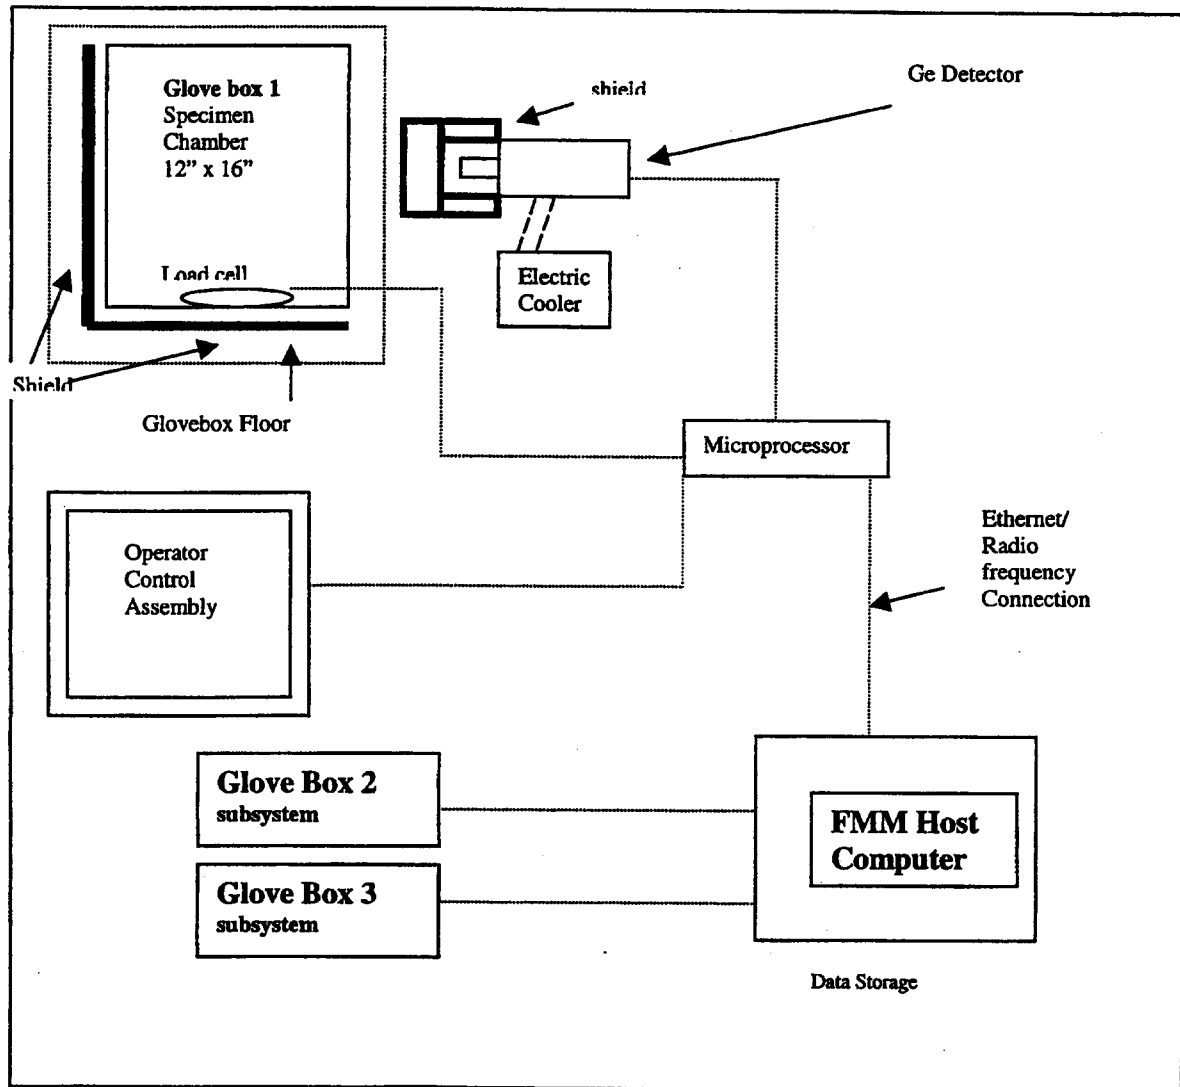 Glove box 1
Specimen
Chamber
12” x 16”
Load cell
shield
Ge Detector
Electric
Cooler
Shield
Glovebox Floor
Microprocessor
Operator
Control
Assembly
Ethernet/
Radio
frequency
Connection
Glove Box 2
subsystem
Glove Box 3
subsystem
FMM Host
Computer
Data Storage